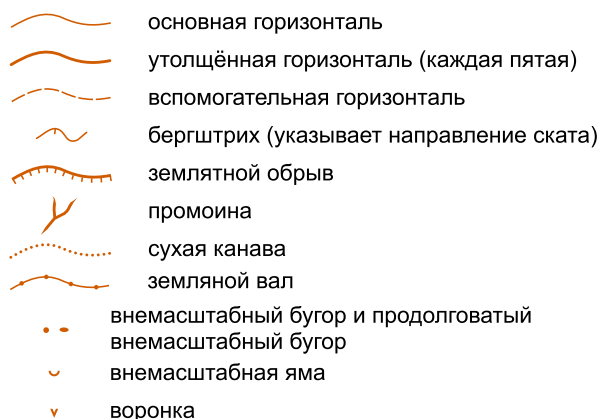 основная горизонталь
утолщённая горизонталь (каждая пятая)
вспомогательная горизонталь
бергштрих (указывает направление ската)
землятной обрыв
промоина
сухая канава
земляной вал
внемасштабный бугор и продолговатый
внемасштабный бугор
внемасштабная яма
воронка